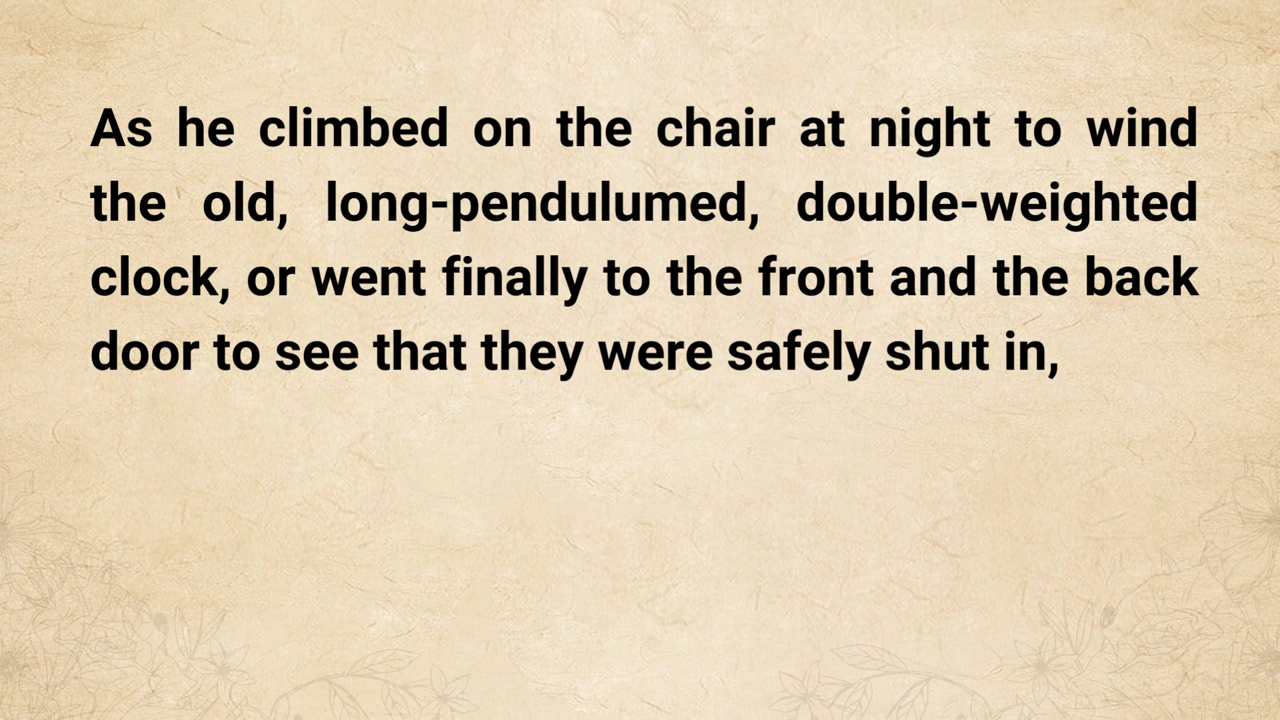 As he climbed on the chair at night to wind
the old, long-pendulumed, double-weighted
clock, or went finally to the front and the back
door to see that they were safely shut in,